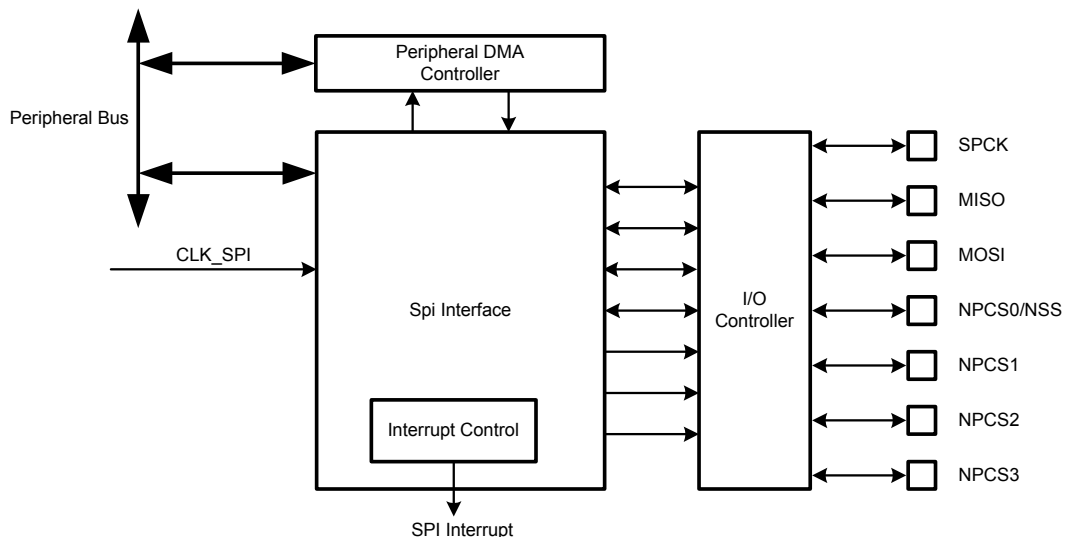 Peripheral DMA
Controller
Peripheral Bus
CLK_SPI
Spi Interface
Interrupt Control
SPI Interrupt
I/O
Controller
SPCK
MISO
MOSI
NPCS0/NSS
NPCS1
NPCS2
NPCS3